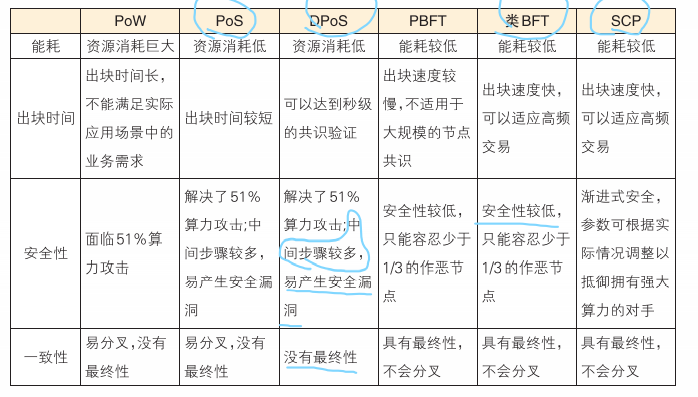 PoW PoS DPoS PBFT 类BFT SCP
能耗 资源消耗巨大 资源消耗低 资源消耗低 能耗较低 能耗较低 能耗较低
出块时间
出块时间长，
不能满足实际
应用场景中的
业务需求
出块时间较短
可以达到秒级
的共识验证
出块速度较
慢，不适用于
大规模的节点
共识
出块速度快，
可以适应高频
交易
出块速度快，
可以适应高频
交易
安全性
面临51%算
力攻击
解决了51%
算力攻击;中
间步骤较多，
易产生安全漏
洞
解决了51%
算力攻击;中
间步骤较多，
易产生安全漏
洞
安全性较低，
只能容忍少于
1/3的作恶节
点
安全性较低，
只能容忍少于
1/3的作恶节
点
渐进式安全，
参数可根据实
际情况调整以
抵御拥有强大
算力的对手
一致性
易分叉，没有
最终性
易分叉，没有
最终性
没有最终性
具有最终性，
不会分叉
具有最终性，
不会分叉
具有最终性，
不会分叉